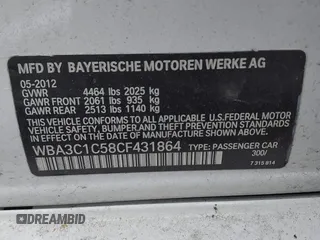 MFD BY BAYERISCHE MOTOREN WERKE AG
05-2012
GVWR 4464 lbs 2025 kg
GAWR FRONT 2061 lbs 935 kg
GAWR REAR 2513 lbs 1140 kg
THIS VEHICLE CONFORMS TO ALL APPLICABLE
U.S.FEDERAL MOTOR VEHICLE SAFETY, BUMPER,
AND THEFT PREVENTION STANDARDS IN EFFECT
ON THE DATE OF MANUFACTURE SHOWN ABOVE.
WBA3C1C58CF431864 TYPE: PASSENGER CAR
300/
7 315 914
DREAMBID
DREAMBID.COM